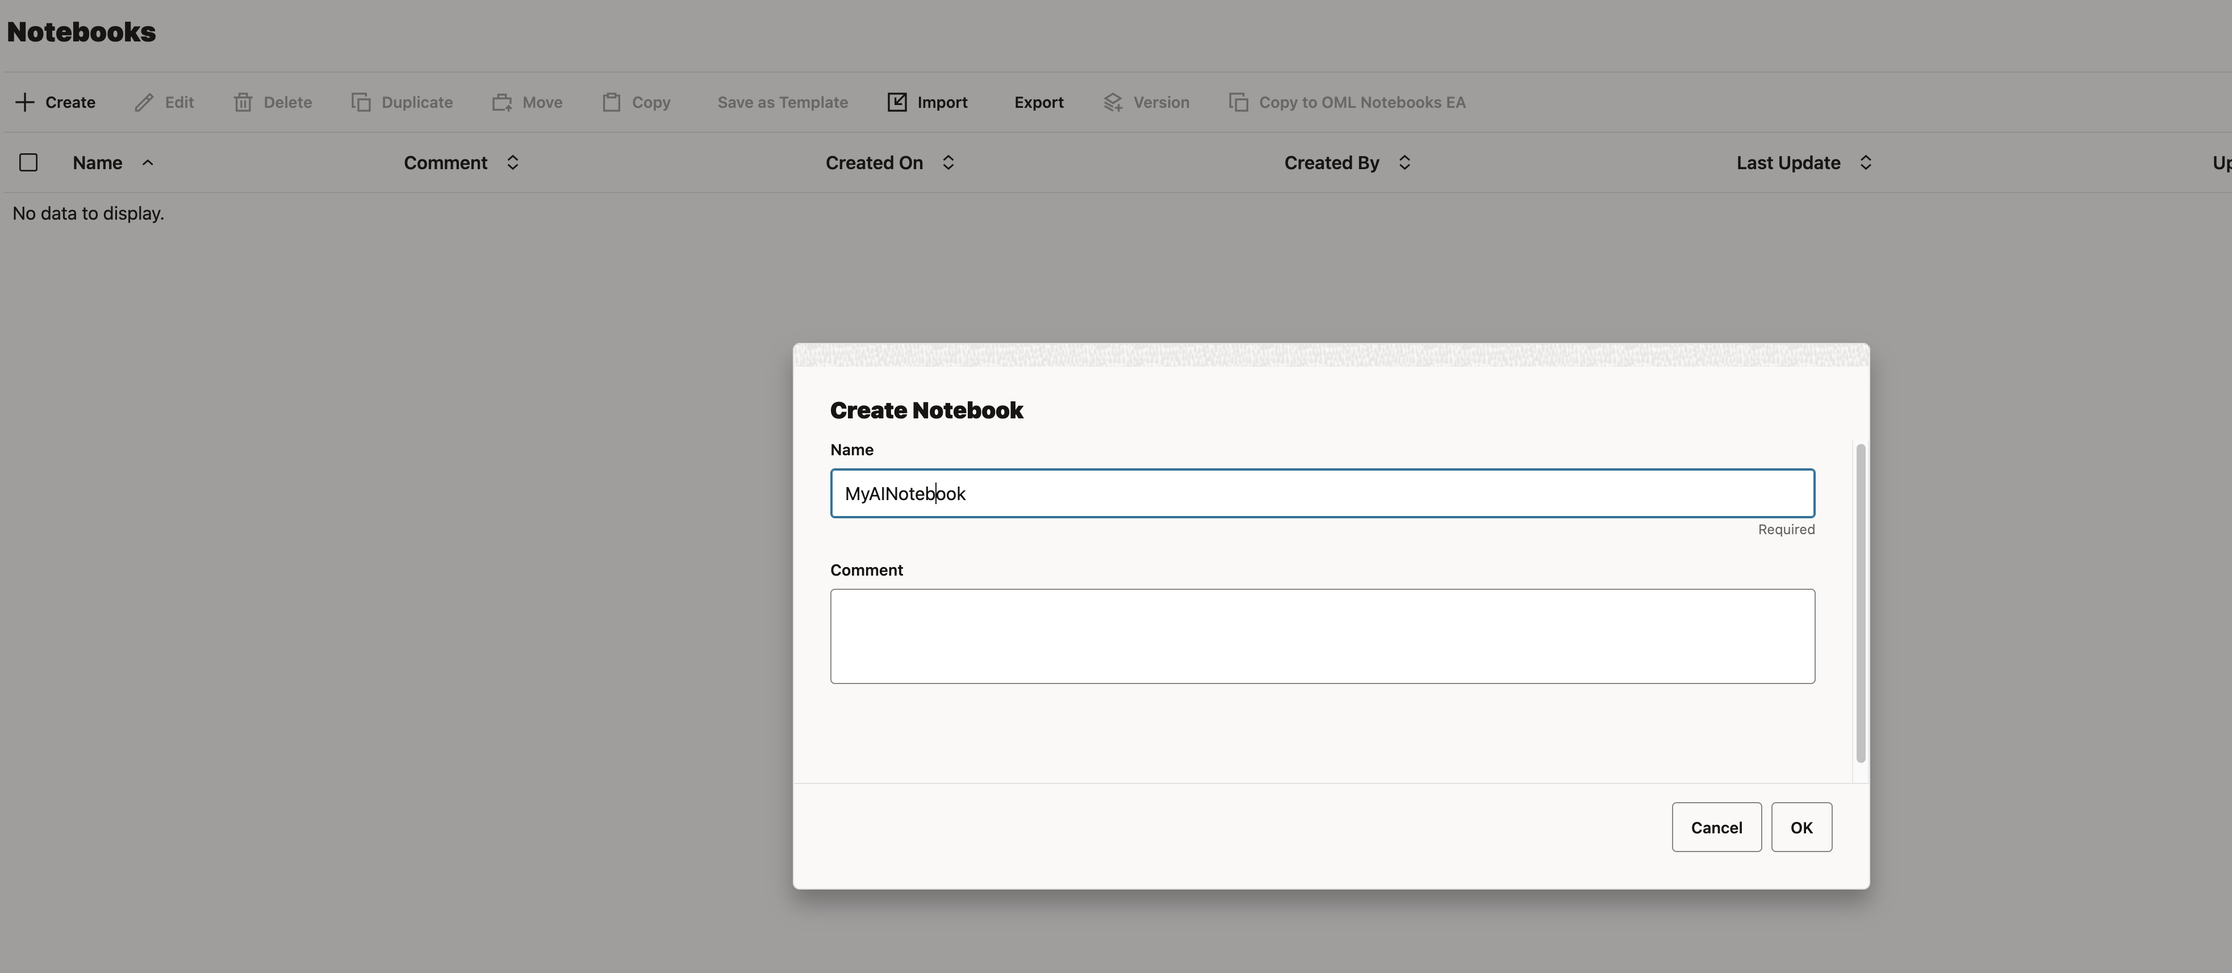 Notebooks
Create Edit Delete Duplicate Move Copy Save as Template Import Export Version Copy to OML Notebooks EA
Name Comment Created On Created By Last Update Up
No data to display.
Create Notebook
Name
MyAINotebook
Required
Comment
Cancel OK